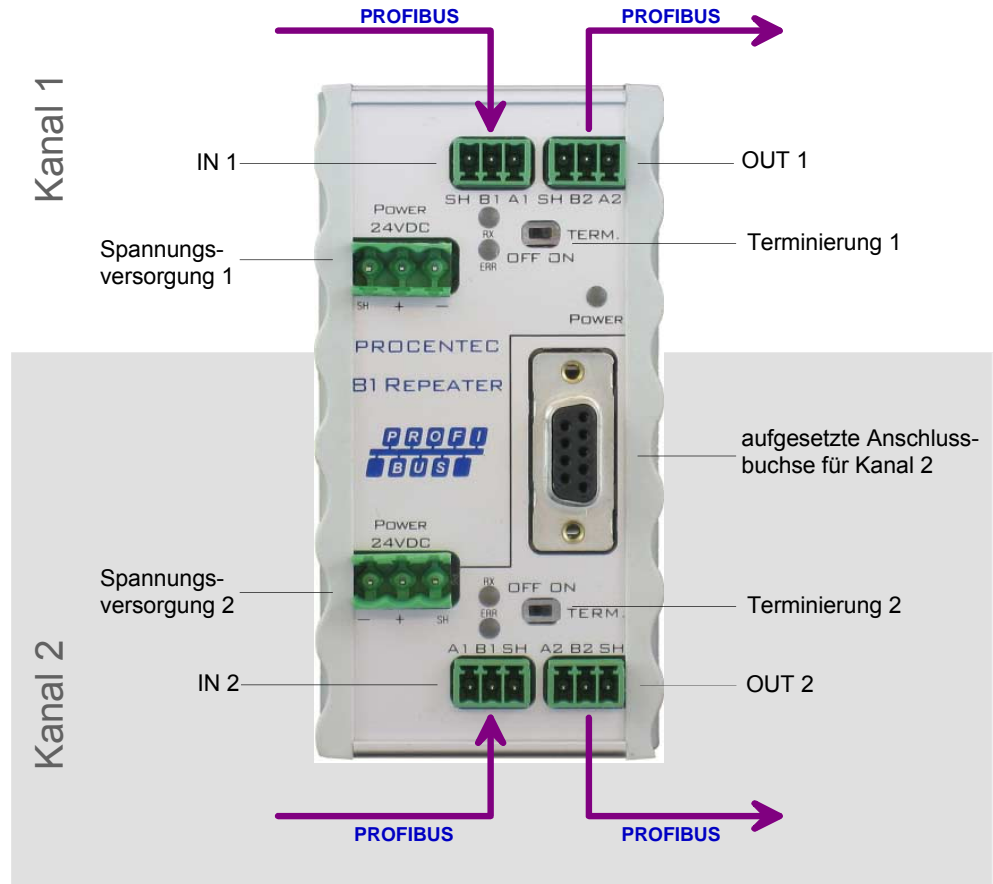 PROFIBUS
PROFIBUS
Kanal 1
IN 1
OUT 1
SH B1 A1 SH B2 A2
POWER
24VDC
RX
TERM.
ERR
OFF ON
Spannungs-
versorgung 1
Terminierung 1
SH + −
POWER
PROCENTEC
B1 REPEATER
PROFI
BUS
aufgesetzte Anschluss-
buchse für Kanal 2
POWER
24VDC
Spannungs-
versorgung 2
RX
OFF ON
ERR
TERM.
Terminierung 2
− + SH
A1 B1 SH A2 B2 SH
Kanal 2
IN 2
OUT 2
PROFIBUS
PROFIBUS